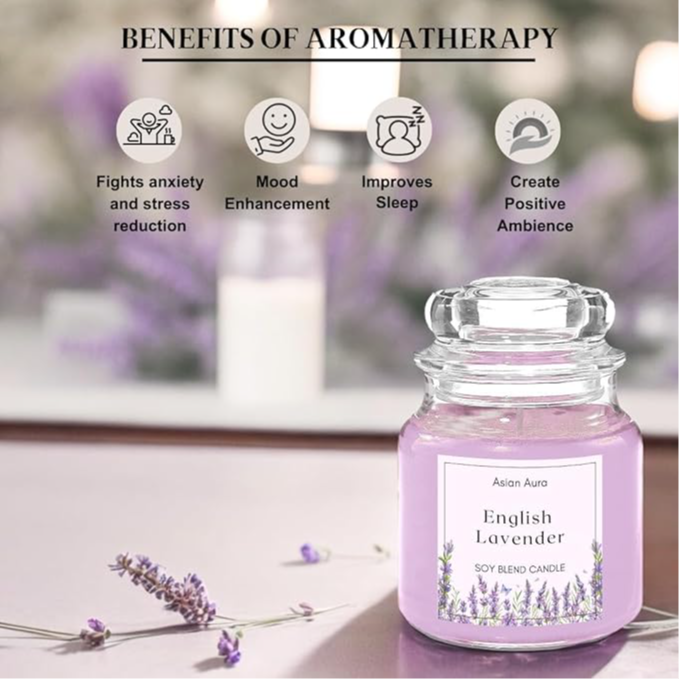 BENEFITS OF AROMATHERAPY
Fights anxiety
and stress
reduction
Mood
Enhancement
Improves
Sleep
Create
Positive
Ambience
Asian Aura
English
Lavender
SOY BLEND CANDLE